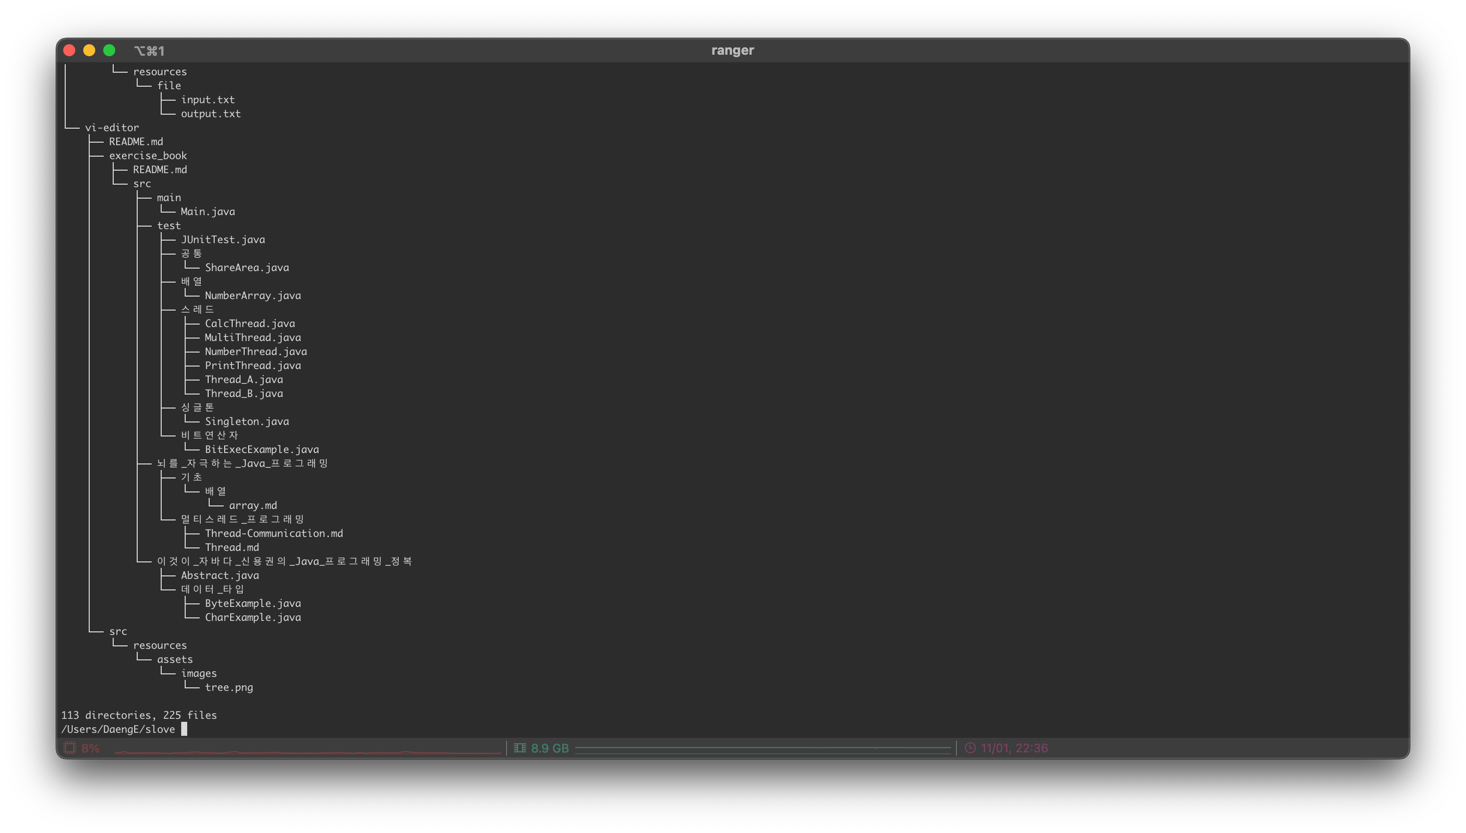 ⌥⌘1 ranger
└── resources
└── file
├── input.txt
└── output.txt
└── vi-editor
├── README.md
├── exercise_book
├── README.md
└── src
├── main
└── Main.java
├── test
├── JUnitTest.java
├── 공통
└── ShareArea.java
├── 배열
└── NumberArray.java
├── 스레드
├── CalcThread.java
├── MultiThread.java
├── NumberThread.java
├── PrintThread.java
├── Thread_A.java
└── Thread_B.java
├── 싱글톤
└── Singleton.java
└── 비트연산자
└── BitExecExample.java
├── 뇌를_자극하는_Java_프로그래밍
├── 기초
└── 배열
└── array.md
└── 멀티스레드_프로그래밍
├── Thread-Communication.md
└── Thread.md
└── 이것이_자바다_신용권의_Java_프로그래밍_정복
├── Abstract.java
└── 데이터_타입
├── ByteExample.java
└── CharExample.java
└── src
└── resources
└── assets
└── images
└── tree.png
113 directories, 225 files
/Users/DaengE/slove
8% 8.9 GB 11/01, 22:36